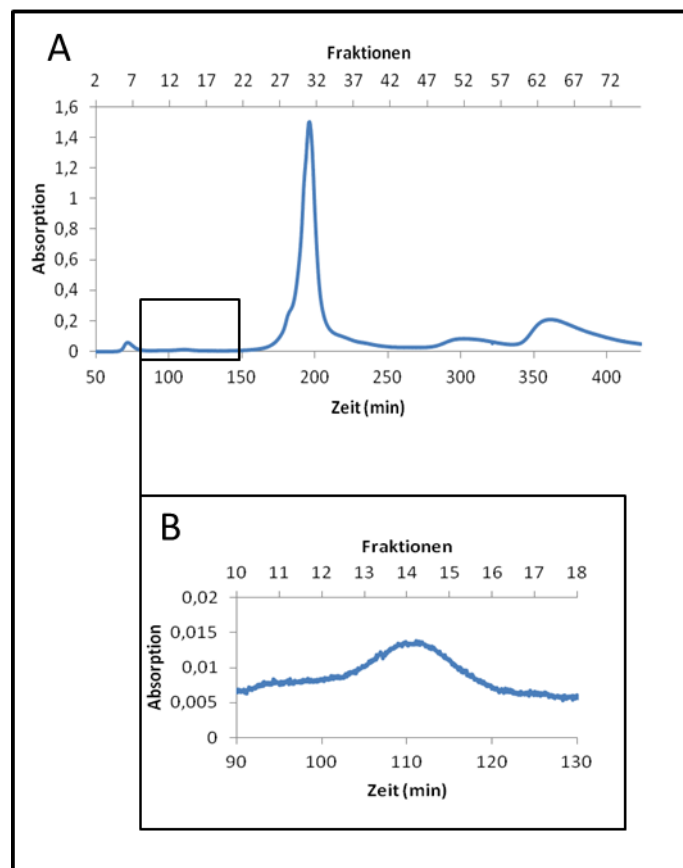 A
Fraktionen
2 7 12 17 22 27 32 37 42 47 52 57 62 67 72
1,6
1,4
1,2
1
0,8
0,6
0,4
0,2
0
Absorption
50 100 150 200 250 300 350 400
Zeit (min)
B
Fraktionen
10 11 12 13 14 15 16 17 18
0,02
0,015
0,01
0,005
0
Absorption
90 100 110 120 130
Zeit (min)